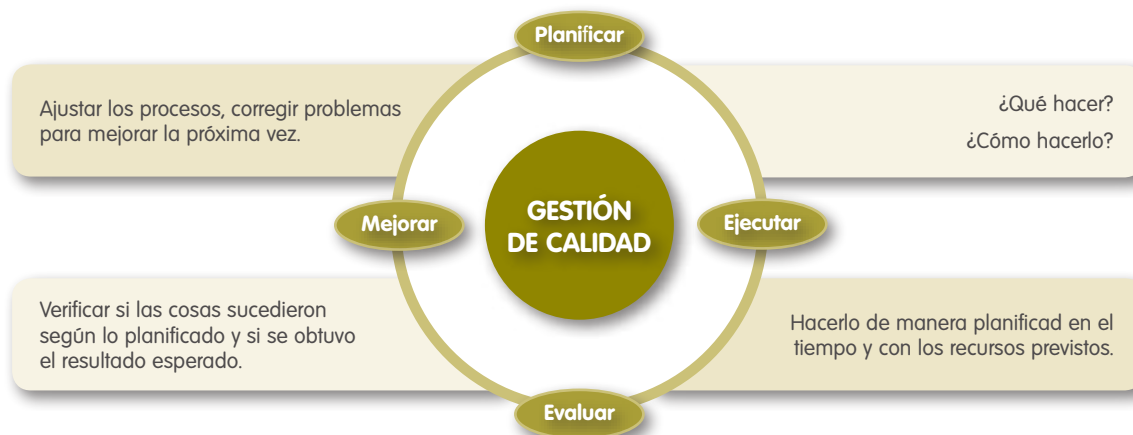 Planificar
Ajustar los procesos, corregir problemas
para mejorar la próxima vez.
¿Qué hacer?
¿Cómo hacerlo?
Mejorar
GESTIÓN
DE CALIDAD
Ejecutar
Verificar si las cosas sucedieron
según lo planificado y si se obtuvo
el resultado esperado.
Hacerlo de manera planificad en el
tiempo y con los recursos previstos.
Evaluar